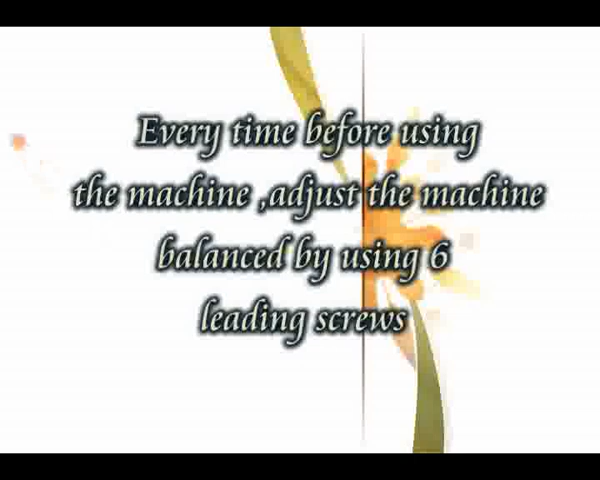 Every time before using
the machine ,adjust the machine
balanced by using 6
leading screws